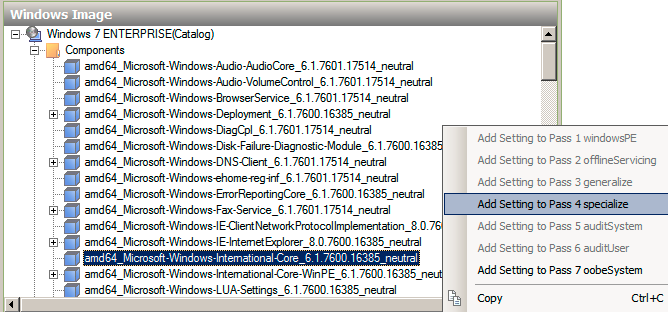 Windows Image
Windows 7 ENTERPRISE(Catalog)
Components
amd64_Microsoft-Windows-Audio-AudioCore_6.1.7601.17514_neutral
amd64_Microsoft-Windows-Audio-VolumeControl_6.1.7601.17514_neutral
amd64_Microsoft-Windows-BrowserService_6.1.7601.17514_neutral
amd64_Microsoft-Windows-Deployment_6.1.7600.16385_neutral
amd64_Microsoft-Windows-DiagCpl_6.1.7601.17514_neutral
amd64_Microsoft-Windows-Disk-Failure-Diagnostic-Module_6.1.7600.16385
amd64_Microsoft-Windows-DNS-Client_6.1.7601.17514_neutral
amd64_Microsoft-Windows-ehome-reg-inf_6.1.7601.17514_neutral
amd64_Microsoft-Windows-ErrorReportingCore_6.1.7600.16385_neutral
amd64_Microsoft-Windows-Fax-Service_6.1.7601.17514_neutral
amd64_Microsoft-Windows-IE-ClientNetworkProtocolImplementation_8.0.76
amd64_Microsoft-Windows-IE-InternetExplorer_8.0.7600.16385_neutral
amd64_Microsoft-Windows-International-Core_6.1.7600.16385_neutral
amd64_Microsoft-Windows-International-Core-WinPE_6.1.7600.16385_neutral
amd64_Microsoft-Windows-LUA-Settings_6.1.7600.16385_neutral
Add Setting to Pass 1 windowsPE
Add Setting to Pass 2 offlineServicing
Add Setting to Pass 3 generalize
Add Setting to Pass 4 specialize
Add Setting to Pass 5 auditSystem
Add Setting to Pass 6 auditUser
Add Setting to Pass 7 oobeSystem
Copy Ctrl+C